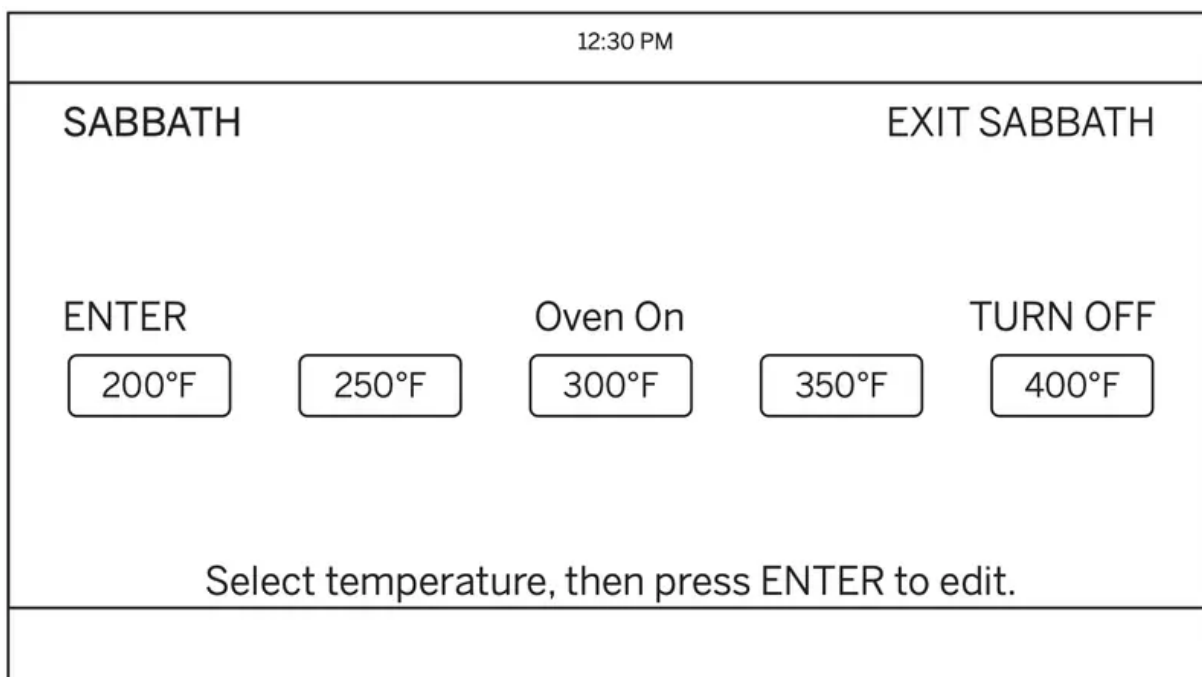 12:30 PM
SABBATH EXIT SABBATH
ENTER Oven On TURN OFF
200°F 250°F 300°F 350°F 400°F
Select temperature, then press ENTER to edit.